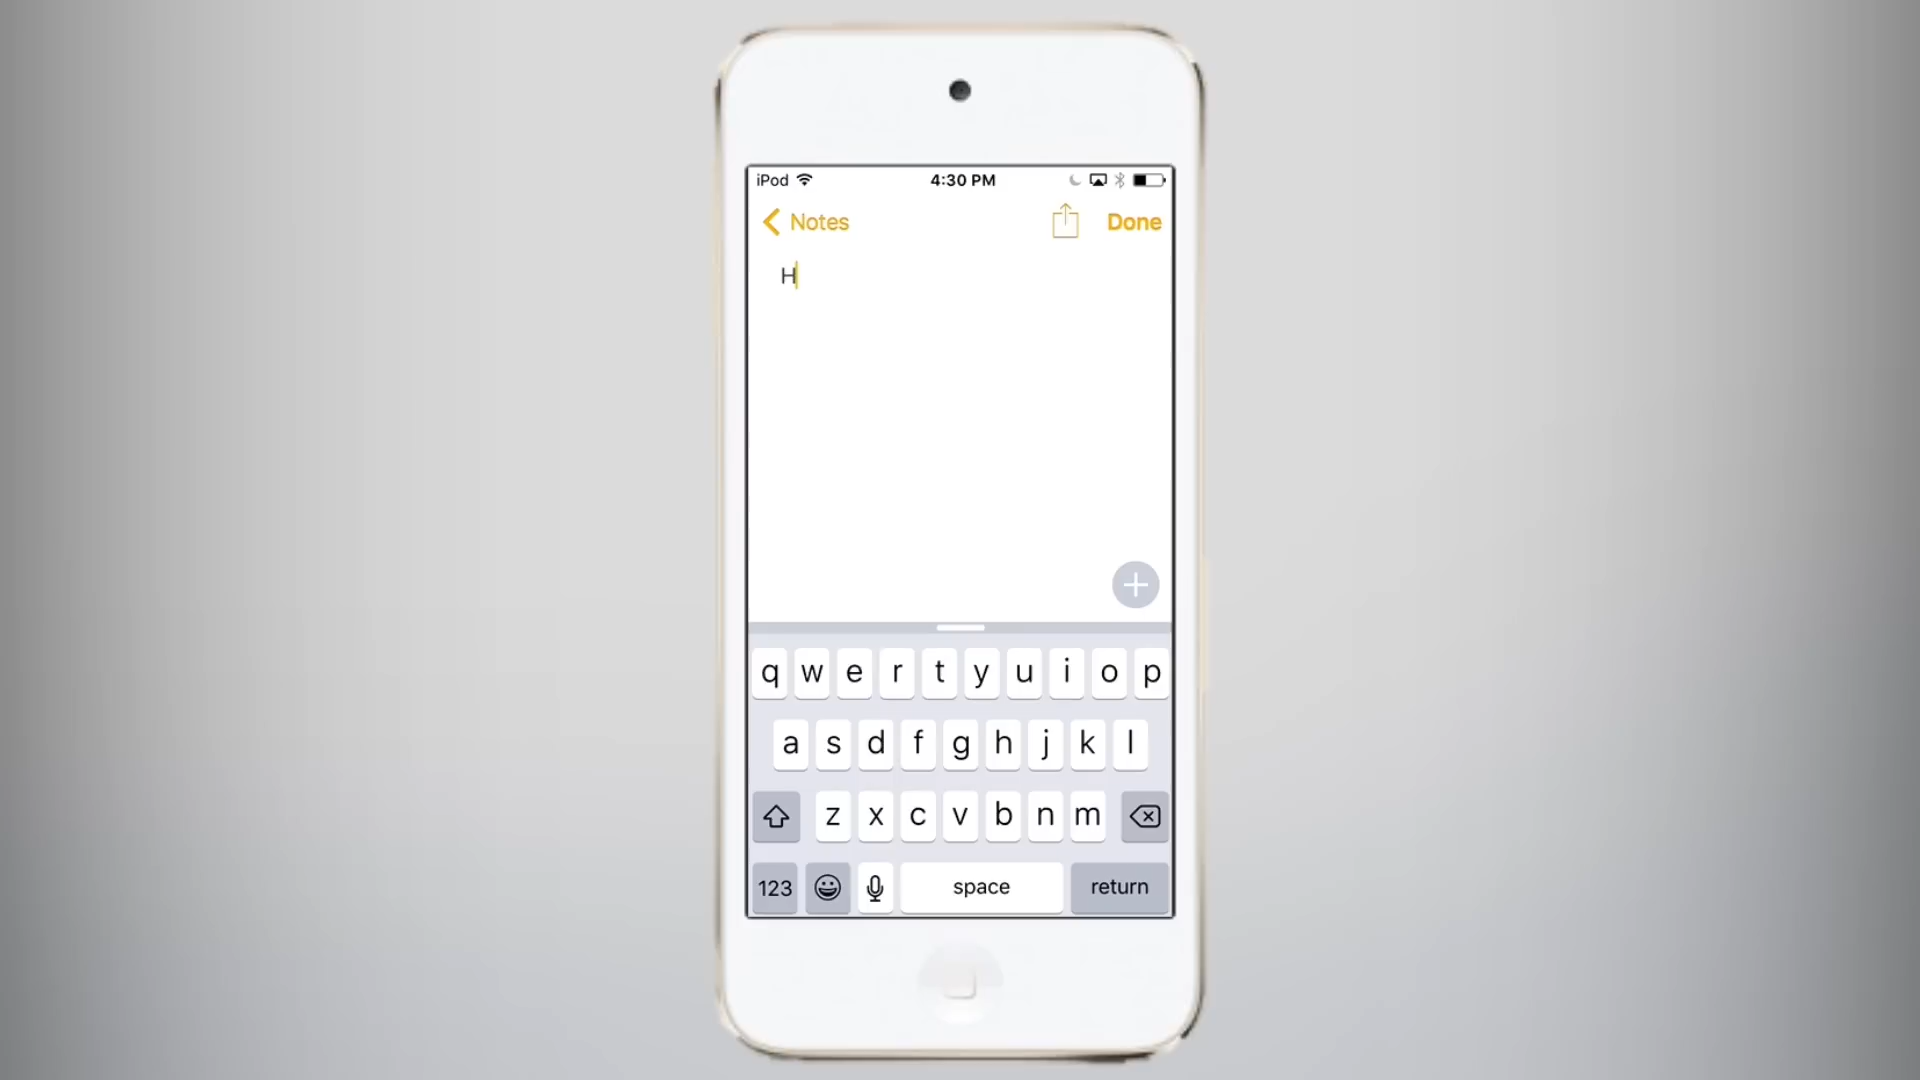 iPod 4:30 PM
Notes Done
H
q w e r t y u i o p
a s d f g h j k l
z x c v b n m
123 space return